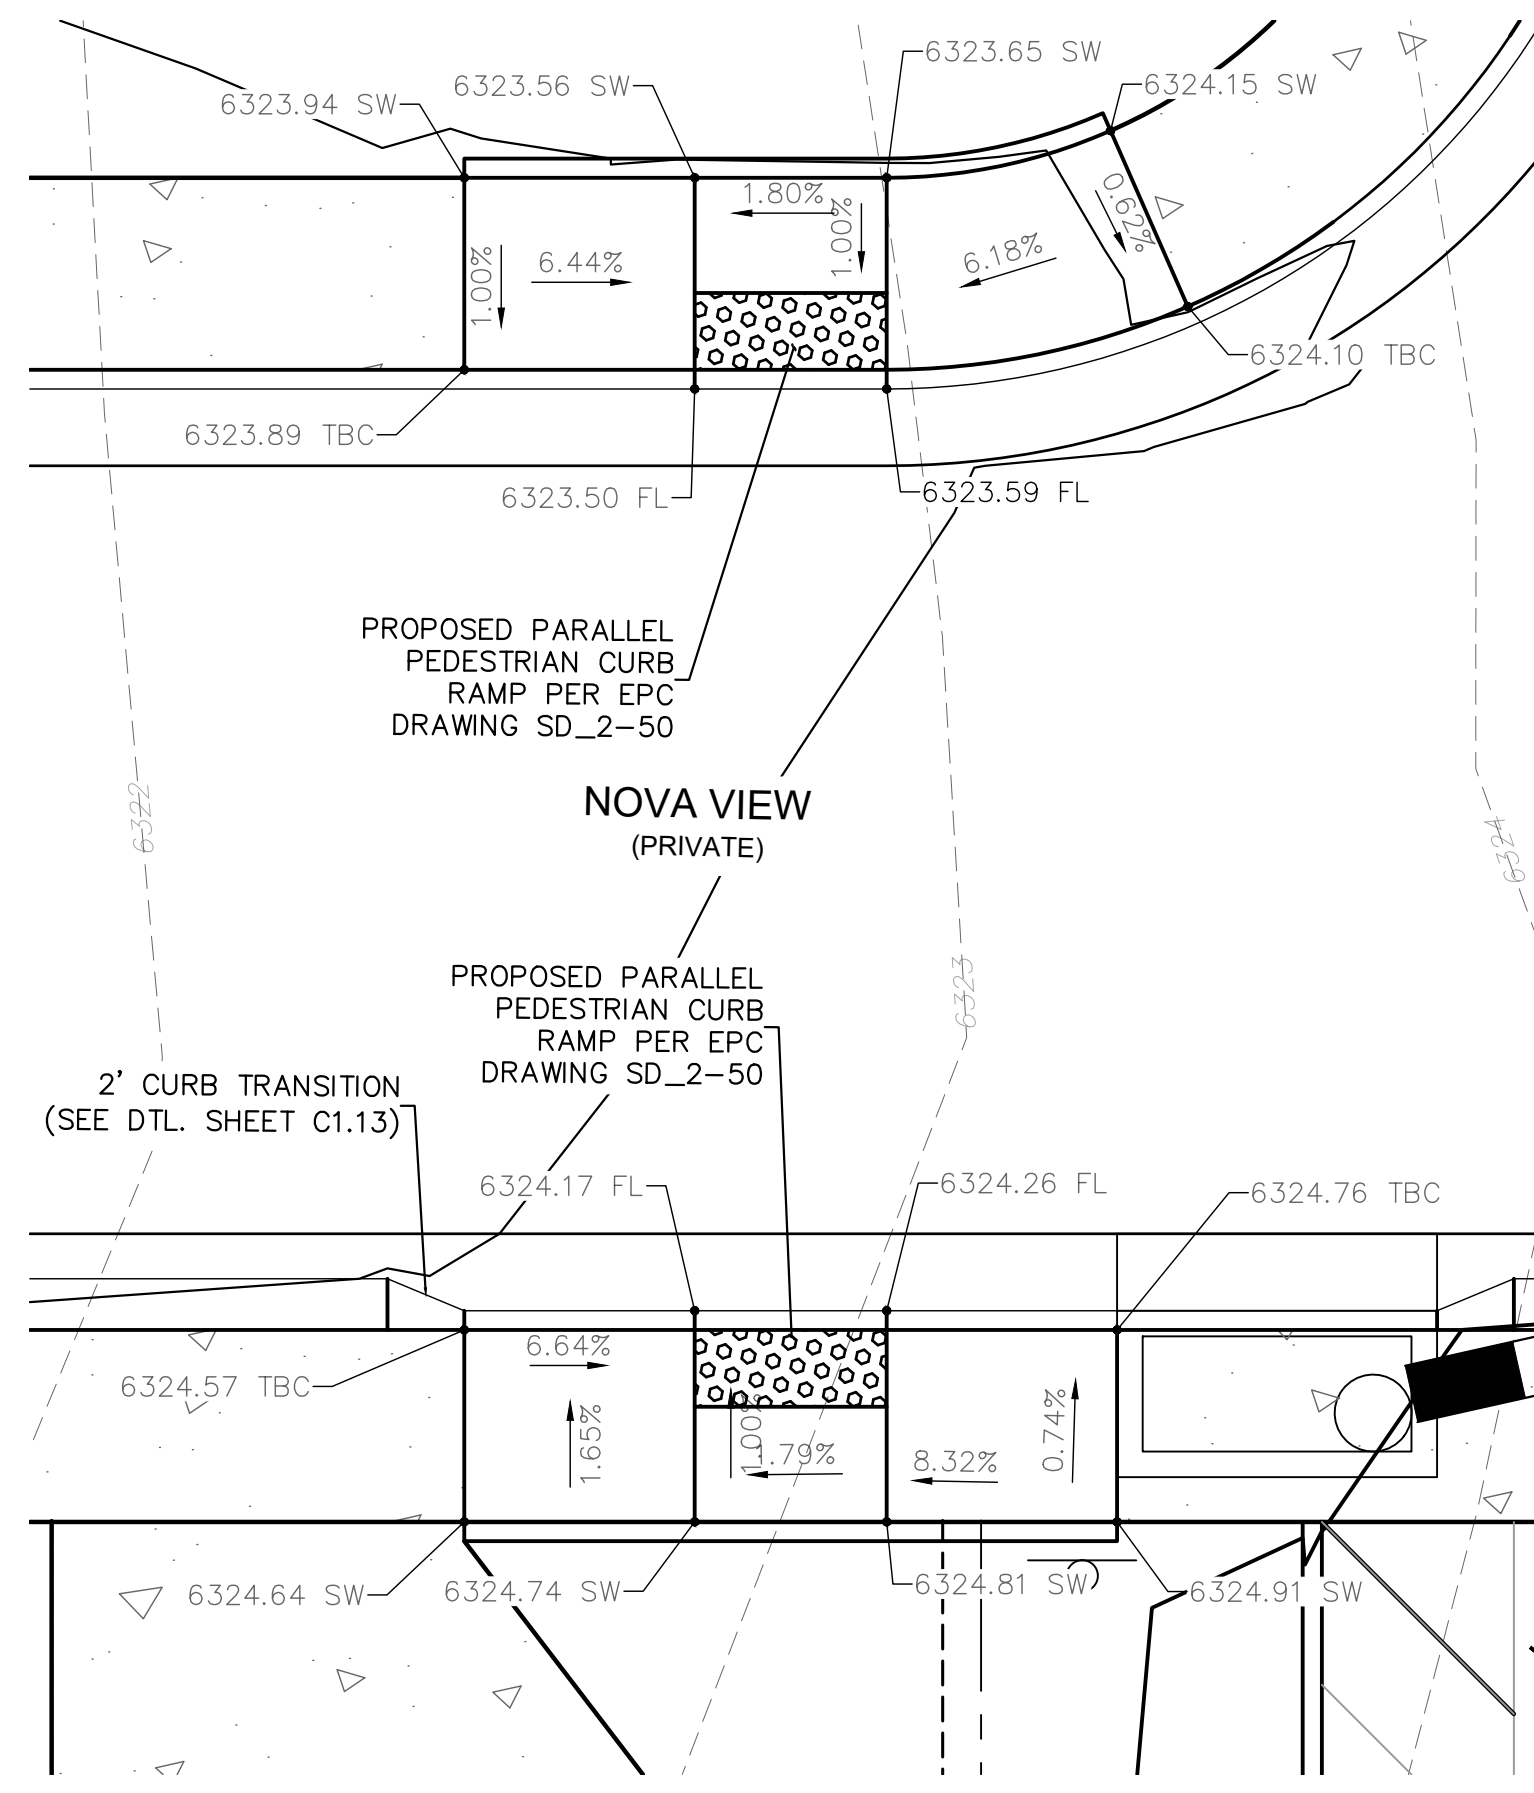 6323.65 SW
6323.56 SW
6324.15 SW
6323.94 SW
1.80%
0.62%
1.00%
1.00%
6.44%
6.18%
6324.10 TBC
6323.89 TBC
6323.50 FL
6323.59 FL
PROPOSED PARALLEL
PEDESTRIAN CURB
RAMP PER EPC
DRAWING SD_2-50
NOVA VIEW
(PRIVATE)
6322
6324
6323
PROPOSED PARALLEL
PEDESTRIAN CURB
RAMP PER EPC
DRAWING SD_2-50
2' CURB TRANSITION
(SEE DTL. SHEET C1.13)
6324.17 FL
6324.26 FL
6324.76 TBC
6.64%
6324.57 TBC
1.65%
1.00%
1.79%
8.32%
0.74%
6324.64 SW
6324.74 SW
6324.81 SW
6324.91 SW